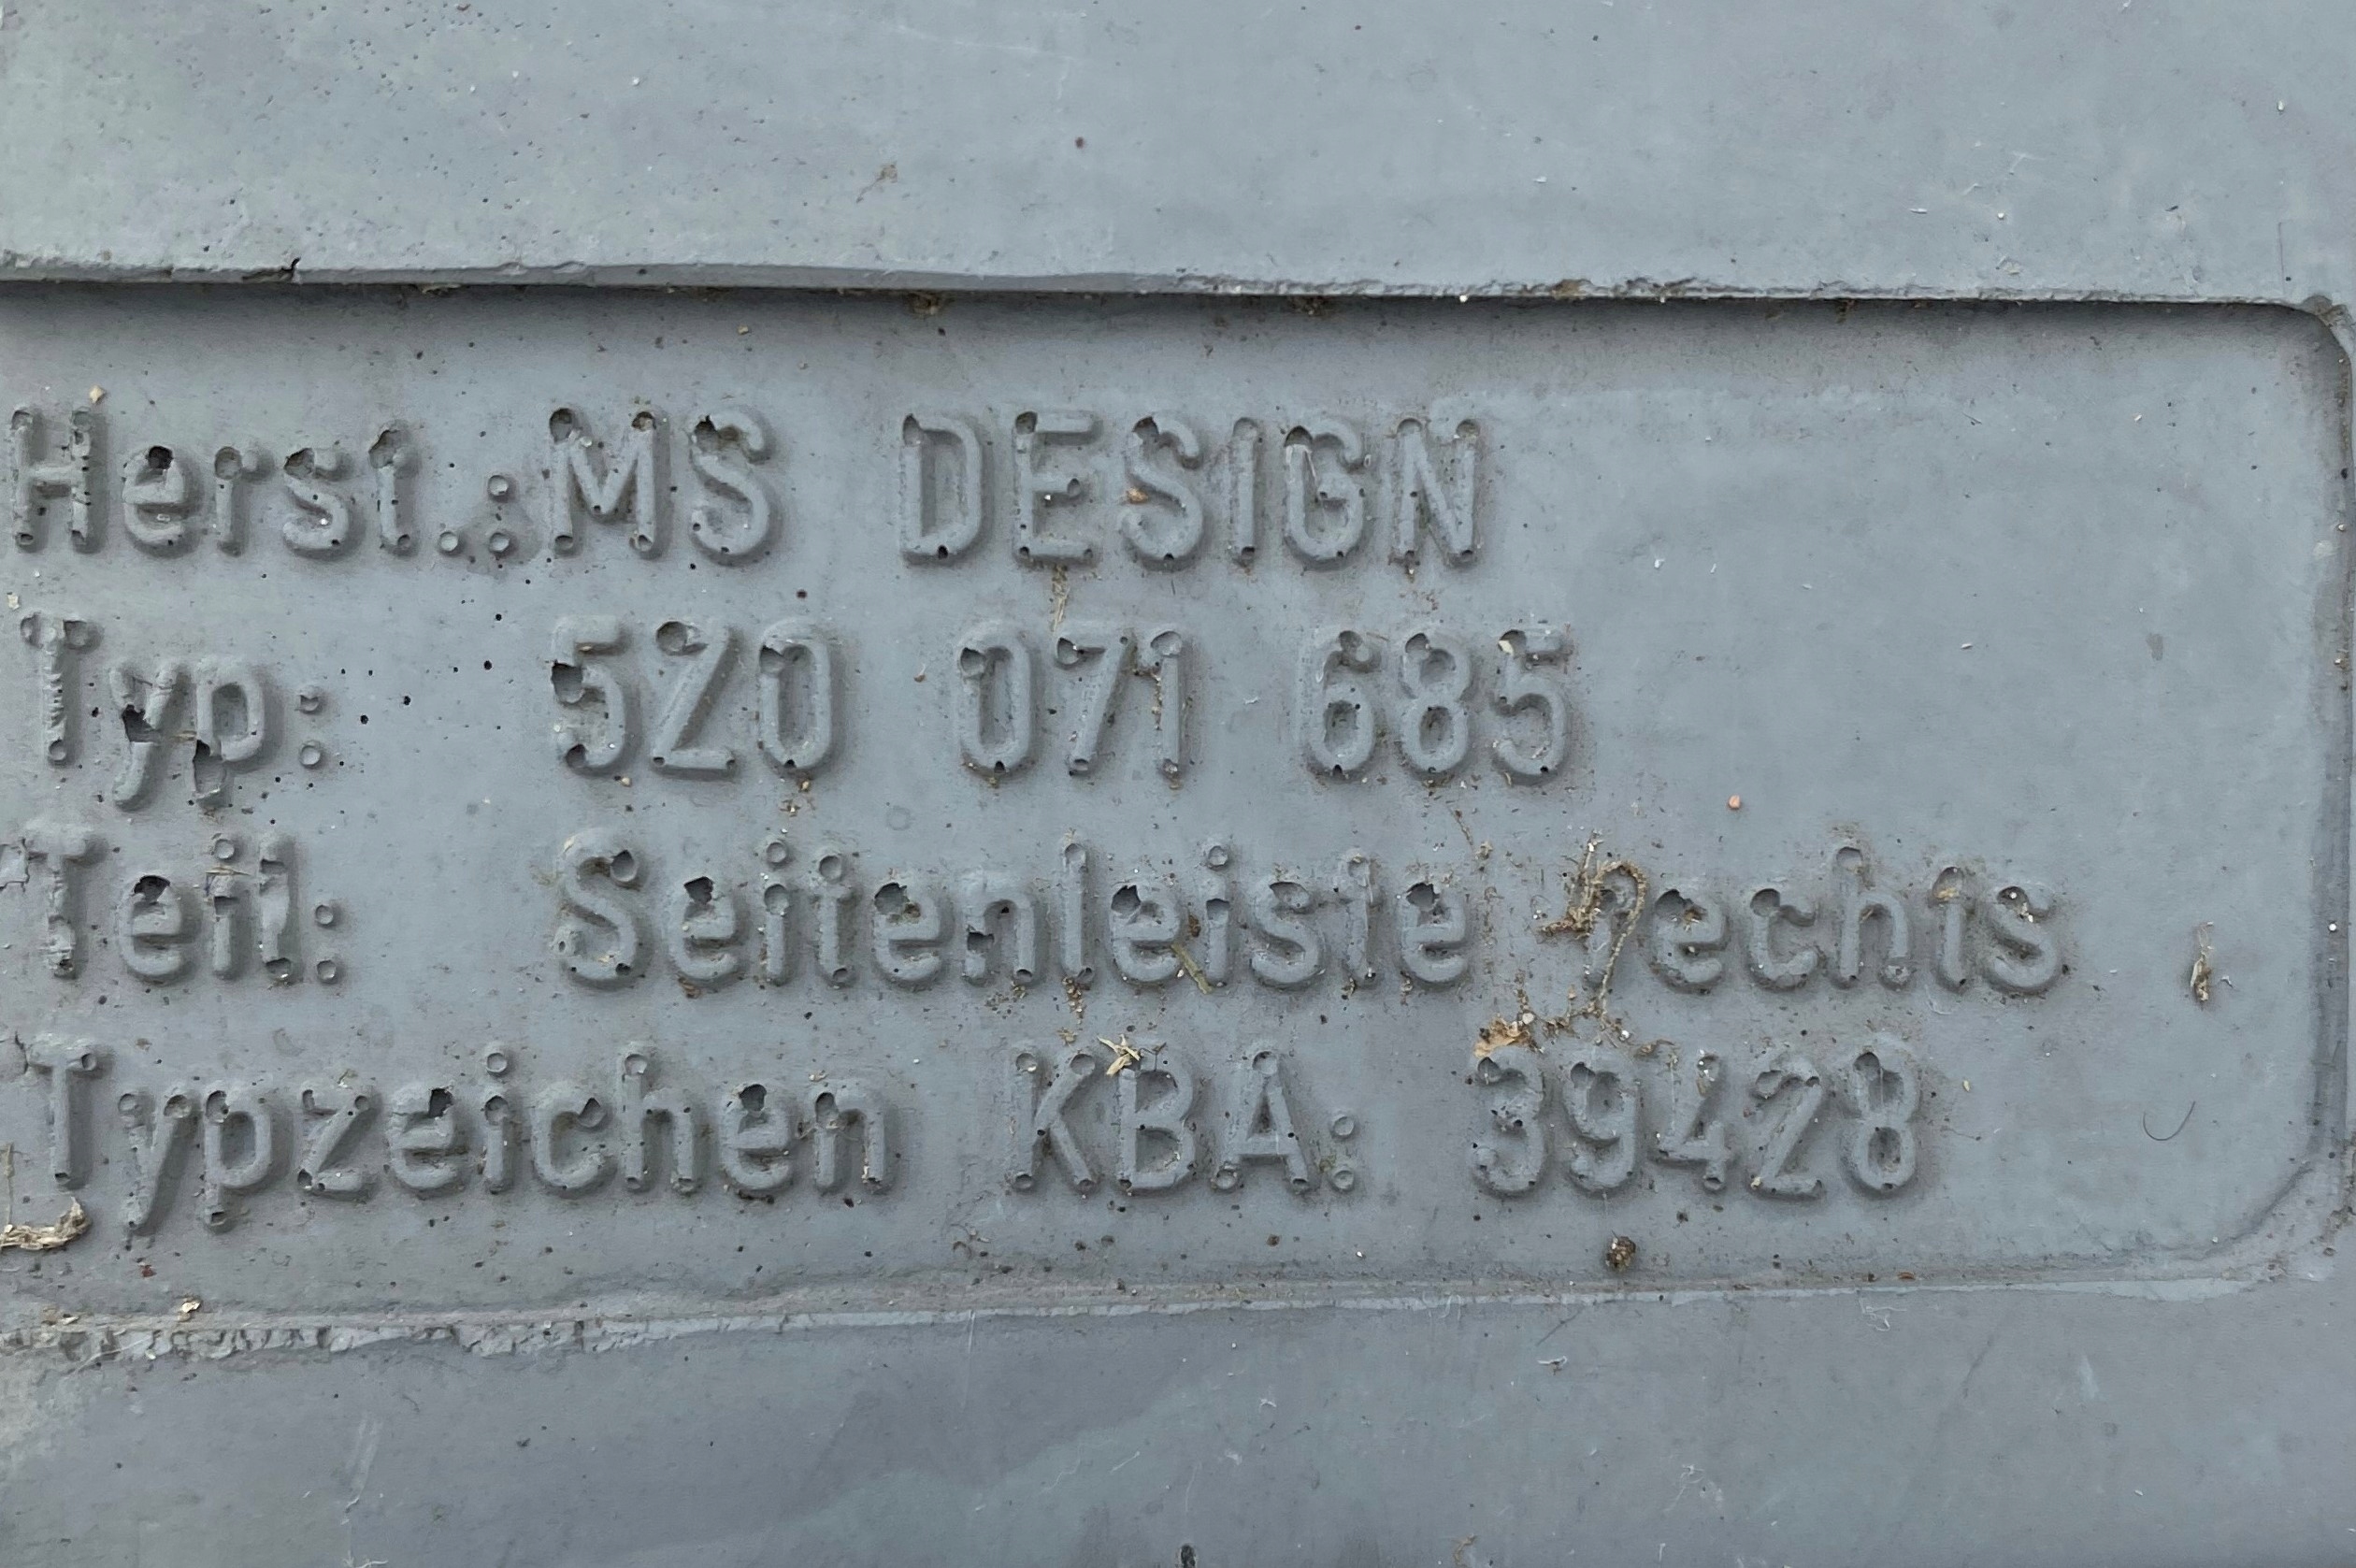 Herst.: MS DESIGN
Typ: 5Z0 071 685
Teil: Seitenleiste rechts
Typzeichen KBA: 39428